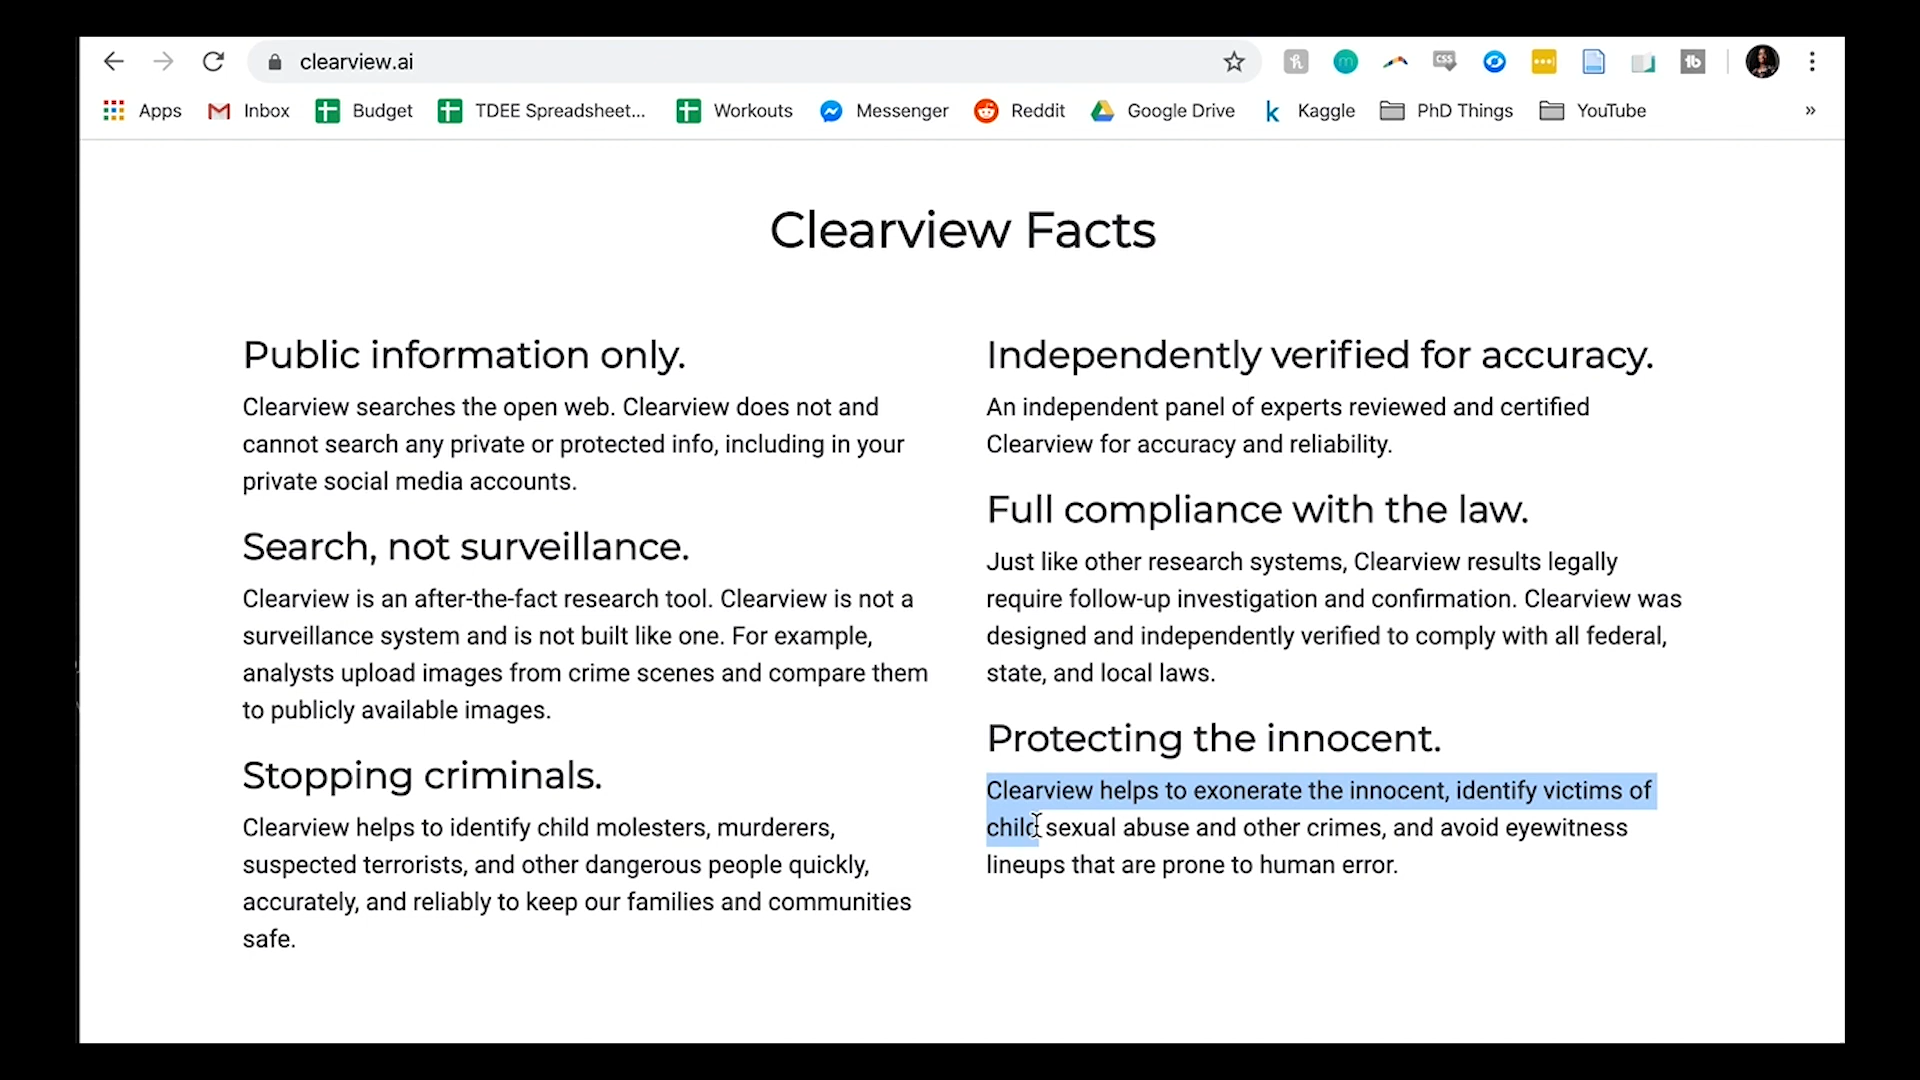 clearview.ai
CSS
Apps
Inbox
Budget
TDEE Spreadsheet...
Workouts
Messenger
Reddit
Google Drive
Kaggle
PhD Things
YouTube
»
Clearview Facts
Public information only.
Clearview searches the open web. Clearview does not and
cannot search any private or protected info, including in your
private social media accounts.
Search, not surveillance.
Clearview is an after-the-fact research tool. Clearview is not a
surveillance system and is not built like one. For example,
analysts upload images from crime scenes and compare them
to publicly available images.
Stopping criminals.
Clearview helps to identify child molesters, murderers,
suspected terrorists, and other dangerous people quickly,
accurately, and reliably to keep our families and communities
safe.
Independently verified for accuracy.
An independent panel of experts reviewed and certified
Clearview for accuracy and reliability.
Full compliance with the law.
Just like other research systems, Clearview results legally
require follow-up investigation and confirmation. Clearview was
designed and independently verified to comply with all federal,
state, and local laws.
Protecting the innocent.
Clearview helps to exonerate the innocent, identify victims of
child sexual abuse and other crimes, and avoid eyewitness
lineups that are prone to human error.